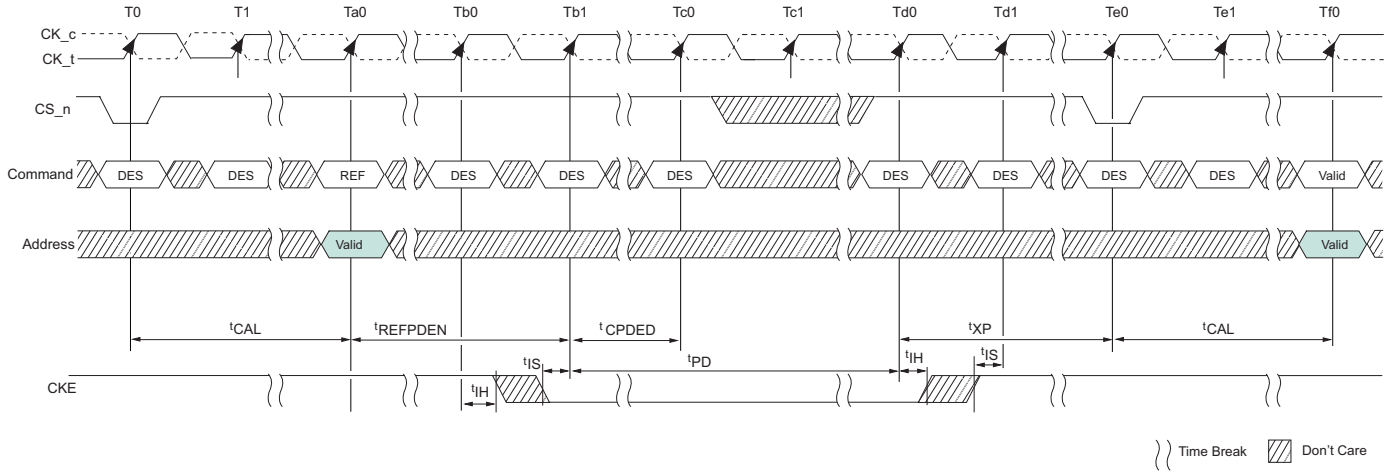 T0 T1 Ta0 Tb0 Tb1 Tc0 Tc1 Td0 Td1 Te0 Te1 Tf0
CK_c
CK_t
CS_n
Command DES DES REF DES DES DES DES DES DES DES Valid
Address Valid Valid
tCAL tREFPDEN tCPDED tXP tCAL
tIS tPD tIH tIS
CKE tIH
Time Break Don't Care